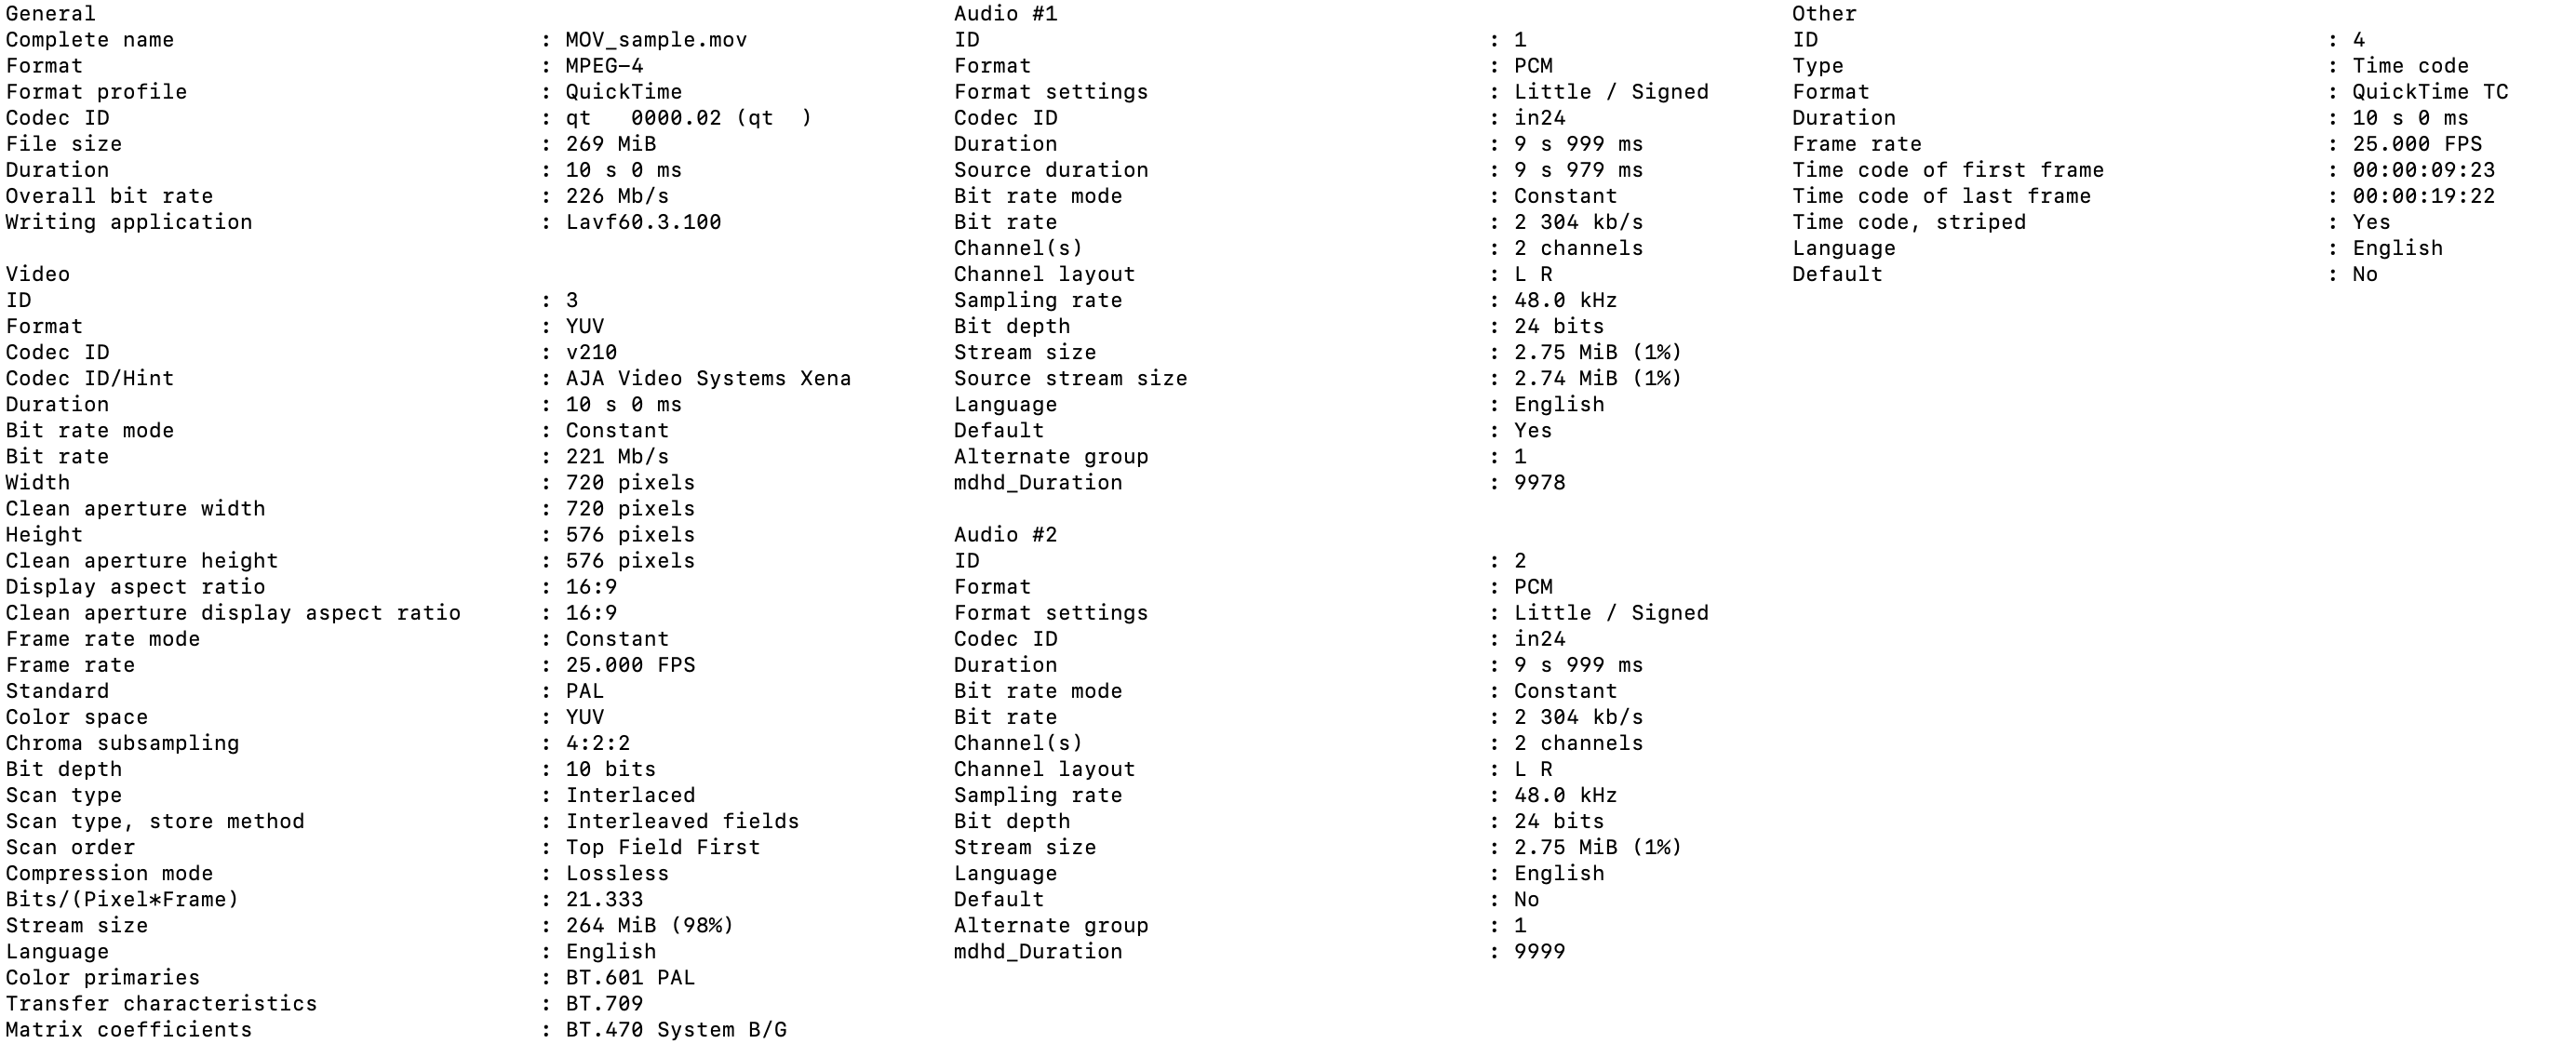 General
Complete name : MOV_sample.mov
Format : MPEG-4
Format profile : QuickTime
Codec ID : qt   0000.02 (qt  )
File size : 269 MiB
Duration : 10 s 0 ms
Overall bit rate : 226 Mb/s
Writing application : Lavf60.3.100

Video
ID : 3
Format : YUV
Codec ID : v210
Codec ID/Hint : AJA Video Systems Xena
Duration : 10 s 0 ms
Bit rate mode : Constant
Bit rate : 221 Mb/s
Width : 720 pixels
Clean aperture width : 720 pixels
Height : 576 pixels
Clean aperture height : 576 pixels
Display aspect ratio : 16:9
Clean aperture display aspect ratio : 16:9
Frame rate mode : Constant
Frame rate : 25.000 FPS
Standard : PAL
Color space : YUV
Chroma subsampling : 4:2:2
Bit depth : 10 bits
Scan type : Interlaced
Scan type, store method : Interleaved fields
Scan order : Top Field First
Compression mode : Lossless
Bits/(Pixel*Frame) : 21.333
Stream size : 264 MiB (98%)
Language : English
Color primaries : BT.601 PAL
Transfer characteristics : BT.709
Matrix coefficients : BT.470 System B/G

Audio #1
ID : 1
Format : PCM
Format settings : Little / Signed
Codec ID : in24
Duration : 9 s 999 ms
Source duration : 9 s 979 ms
Bit rate mode : Constant
Bit rate : 2 304 kb/s
Channel(s) : 2 channels
Channel layout : L R
Sampling rate : 48.0 kHz
Bit depth : 24 bits
Stream size : 2.75 MiB (1%)
Source stream size : 2.74 MiB (1%)
Language : English
Default : Yes
Alternate group : 1
mdhd_Duration : 9978

Audio #2
ID : 2
Format : PCM
Format settings : Little / Signed
Codec ID : in24
Duration : 9 s 999 ms
Bit rate mode : Constant
Bit rate : 2 304 kb/s
Channel(s) : 2 channels
Channel layout : L R
Sampling rate : 48.0 kHz
Bit depth : 24 bits
Stream size : 2.75 MiB (1%)
Language : English
Default : No
Alternate group : 1
mdhd_Duration : 9999

Other
ID : 4
Type : Time code
Format : QuickTime TC
Duration : 10 s 0 ms
Frame rate : 25.000 FPS
Time code of first frame : 00:00:09:23
Time code of last frame : 00:00:19:22
Time code, striped : Yes
Language : English
Default : No